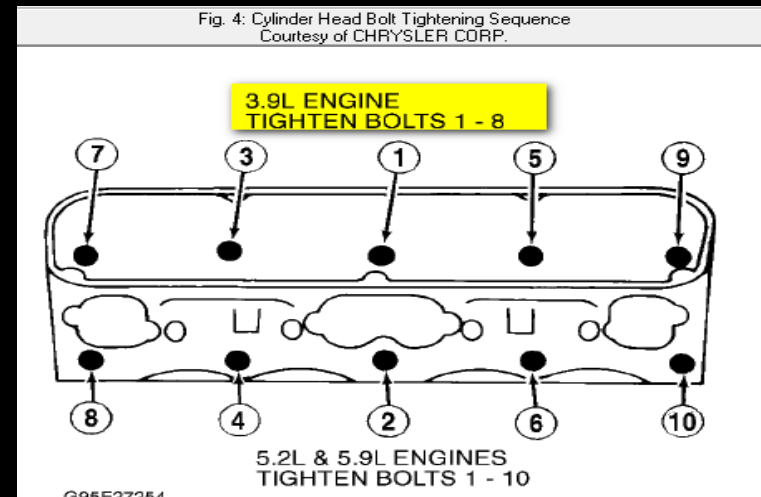 Fig. 4: Cylinder Head Bolt Tightening Sequence
Courtesy of CHRYSLER CORP.
3.9L ENGINE
TIGHTEN BOLTS 1 - 8
7 3 1 5 9
8 4 2 6 10
5.2L & 5.9L ENGINES
TIGHTEN BOLTS 1 - 10